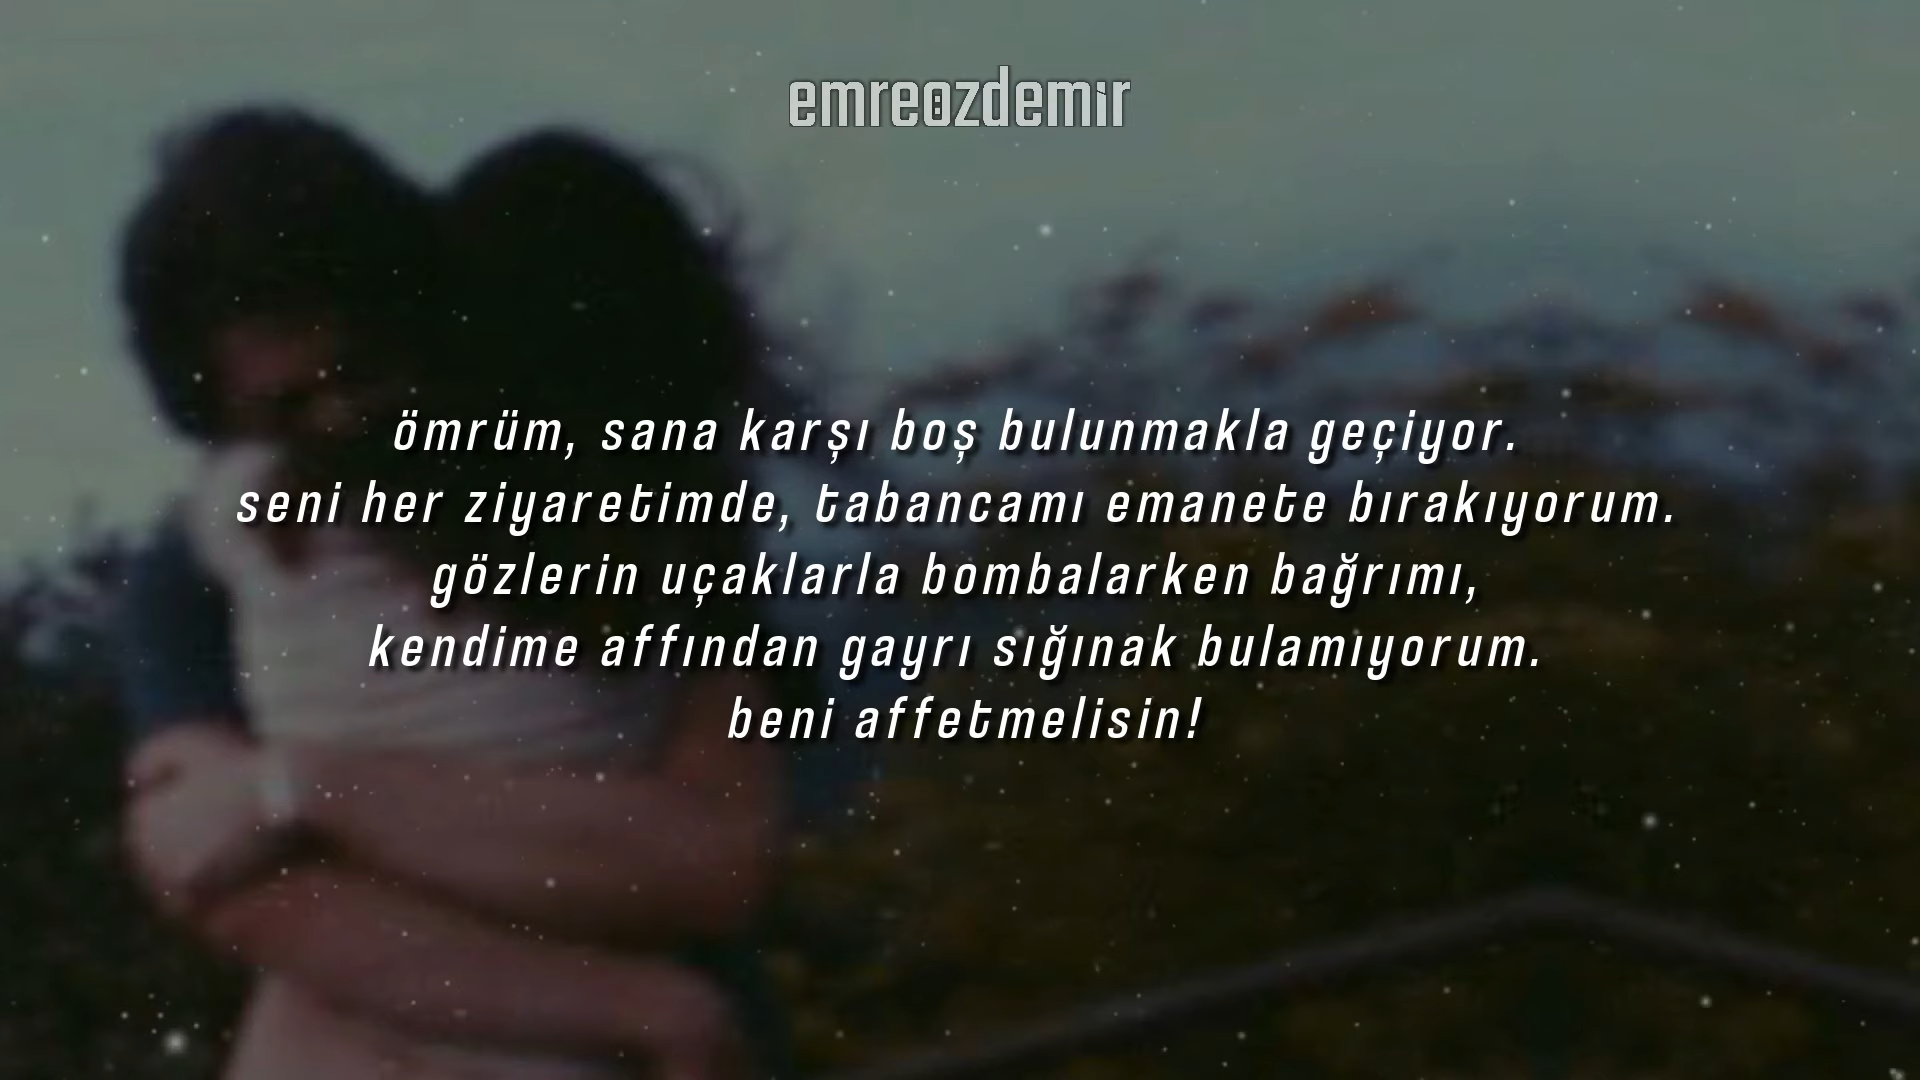 emreözdemir
ömrüm, sana karşı boş bulunmakla geçiyor.
seni her ziyaretimde, tabancamı emanete bırakıyorum.
gözlerin uçaklarla bombalarken bağrımı,
kendime affından gayrı sığınak bulamıyorum.
beni affetmelisin!